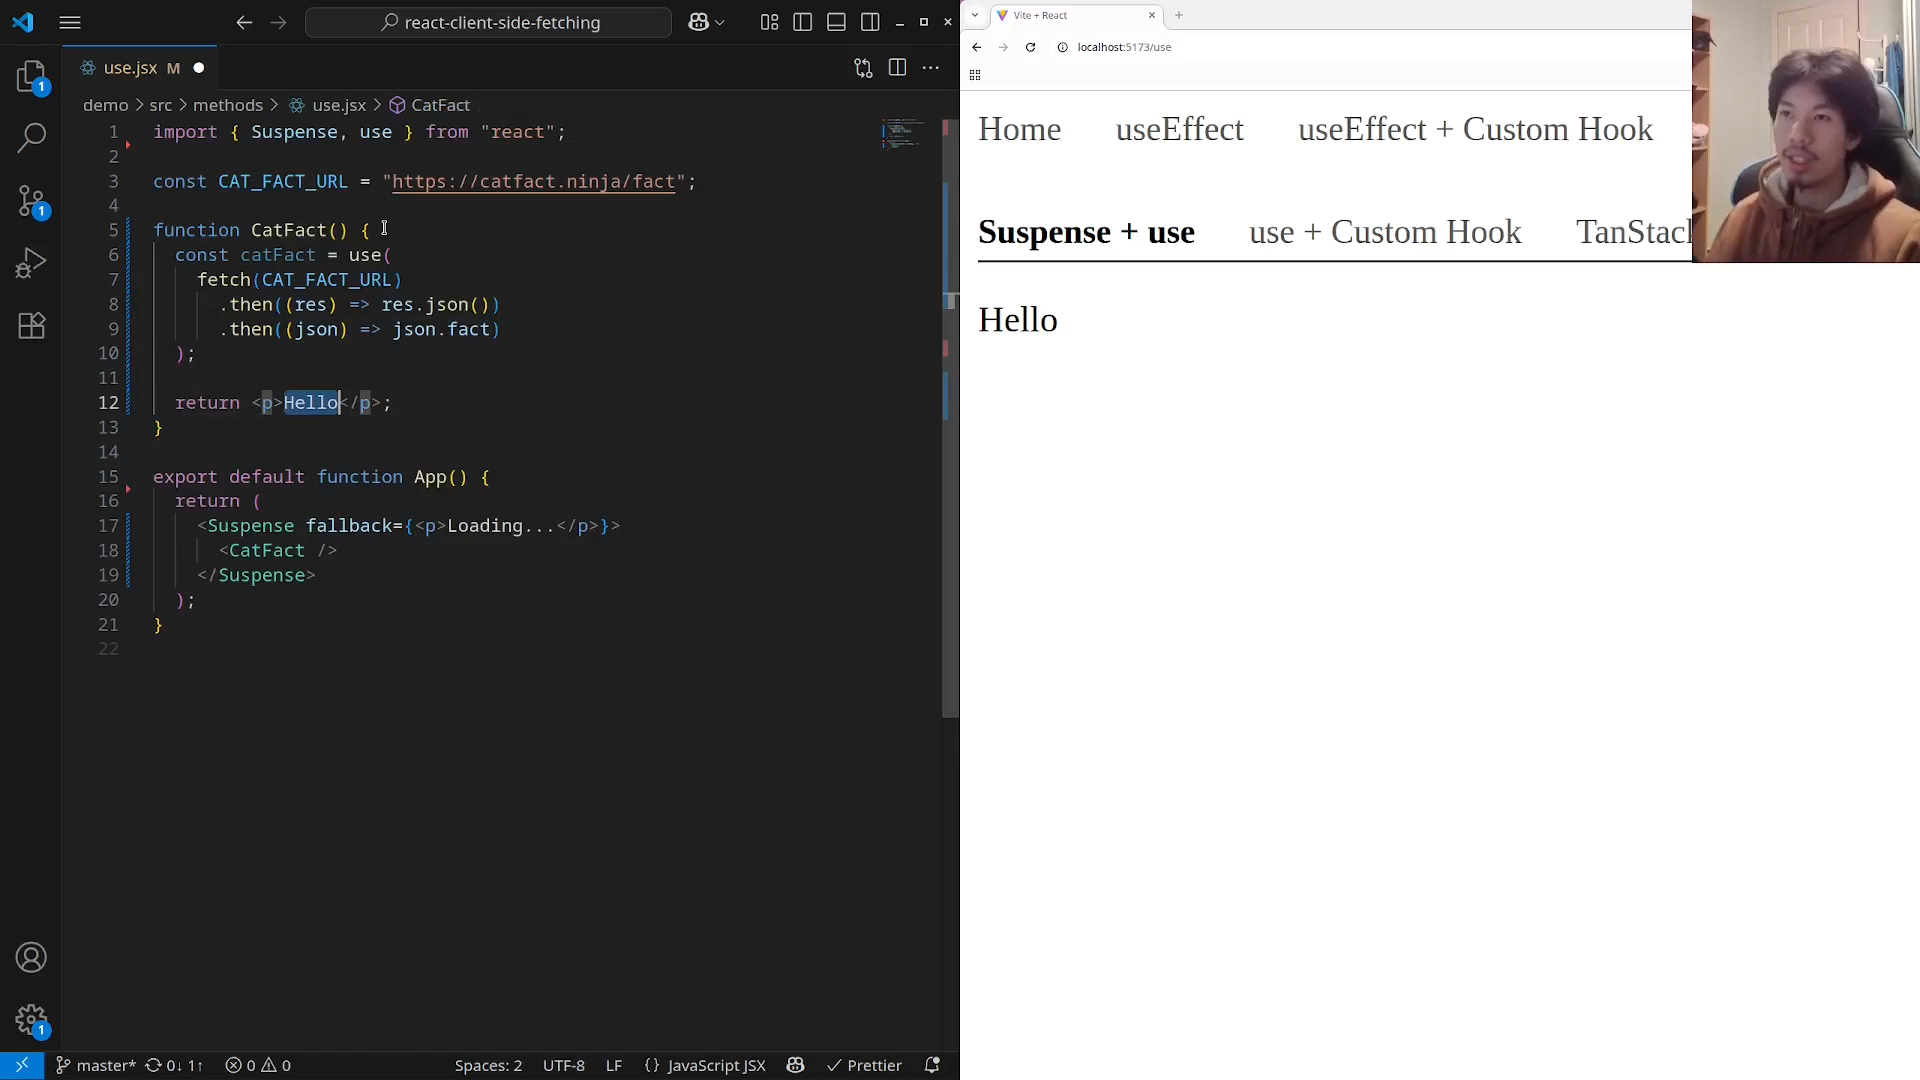 react-client-side-fetching
use.jsx M
demo > src > methods > use.jsx > CatFact
1 import { Suspense, use } from "react";
2
3 const CAT_FACT_URL = "https://catfact.ninja/fact";
4
5 function CatFact() {
6 const catFact = use(
7 fetch(CAT_FACT_URL)
8 .then((res) => res.json())
9 .then((json) => json.fact)
10 );
11
12 return <p>Hello</p>;
13 }
14
15 export default function App() {
16 return (
17 <Suspense fallback={<p>Loading...</p>}>
18 <CatFact />
19 </Suspense>
20 );
21 }
22
1
1
1
master* 0↓ 1↑ 0 0 Spaces: 2 UTF-8 LF {} JavaScript JSX Prettier
Vite + React
localhost:5173/use
Home useEffect useEffect + Custom Hook
Suspense + use use + Custom Hook TanStack
Hello